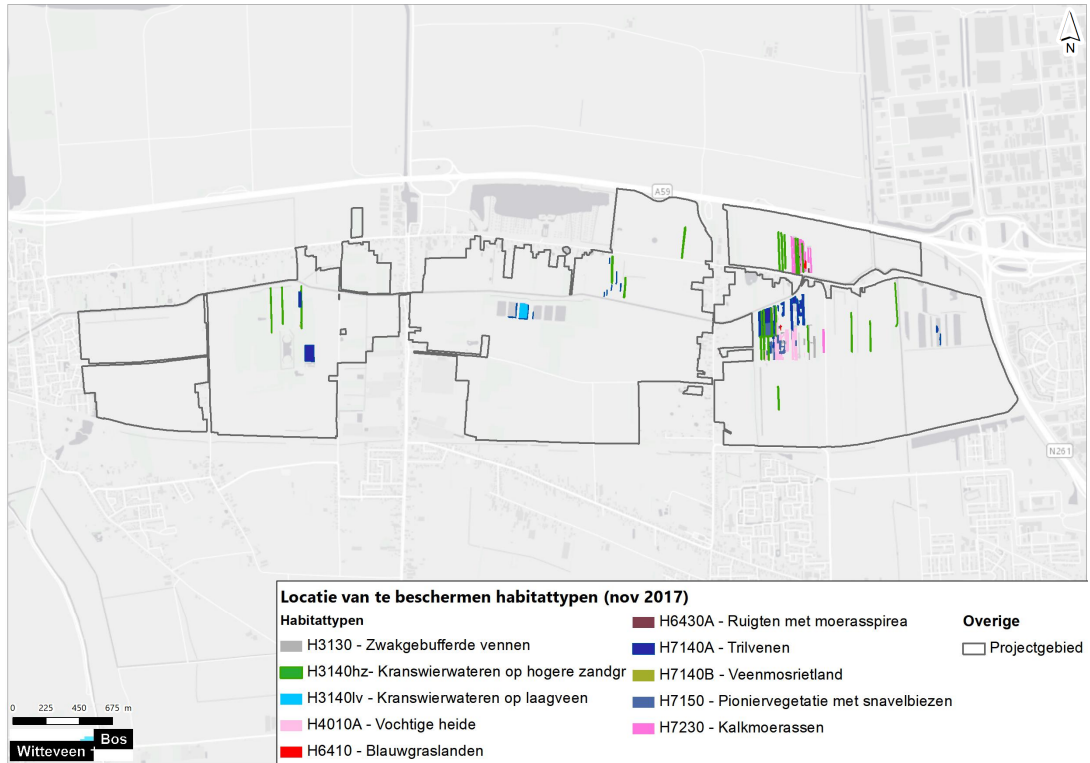 N
A59
N261
Locatie van te beschermen habitattypen (nov 2017)
Habitattypen
H3130 - Zwakgebufferde vennen
H3140hz- Kranswierwateren op hogere zandgr
H3140lv - Kranswierwateren op laagveen
H4010A - Vochtige heide
H6410 - Blauwgraslanden
H6430A - Ruigten met moerasspirea
H7140A - Trilvenen
H7140B - Veenmosrietland
H7150 - Pioniervegetatie met snavelbiezen
H7230 - Kalkmoerassen
Overige
Projectgebied
0 225 450 675 m
Witteveen + Bos